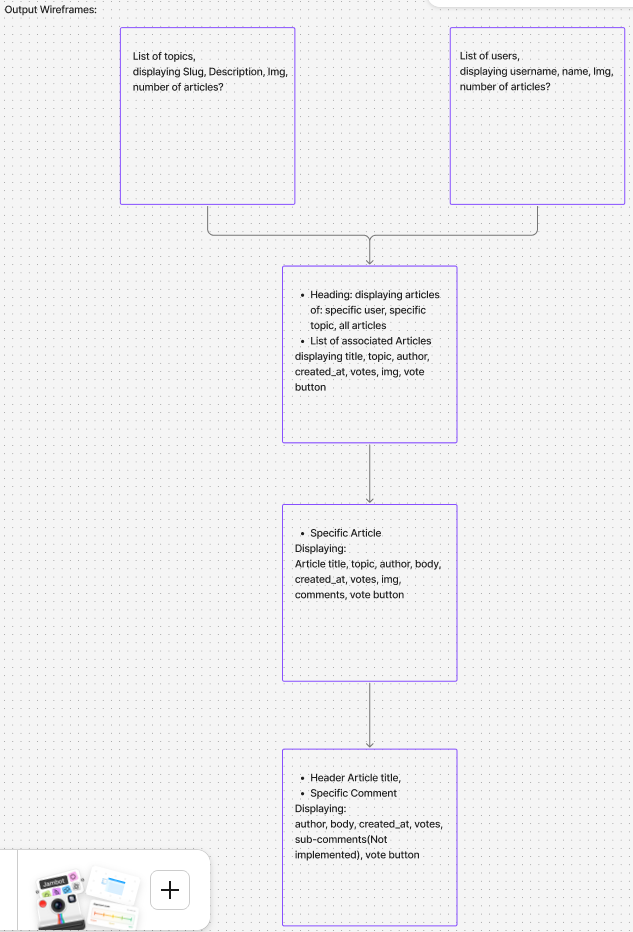 Output Wireframes:
List of topics,
displaying Slug, Description, Img,
number of articles?
List of users,
displaying username, name, Img,
number of articles?
• Heading: displaying articles
of: specific user, specific
topic, all articles
• List of associated Articles
displaying title, topic, author,
created_at, votes, img, vote
button
• Specific Article
Displaying:
Article title, topic, author, body,
created_at, votes, img,
comments, vote button
• Header Article title,
• Specific Comment
Displaying:
author, body, created_at, votes,
sub-comments(Not
implemented), vote button
Jambot